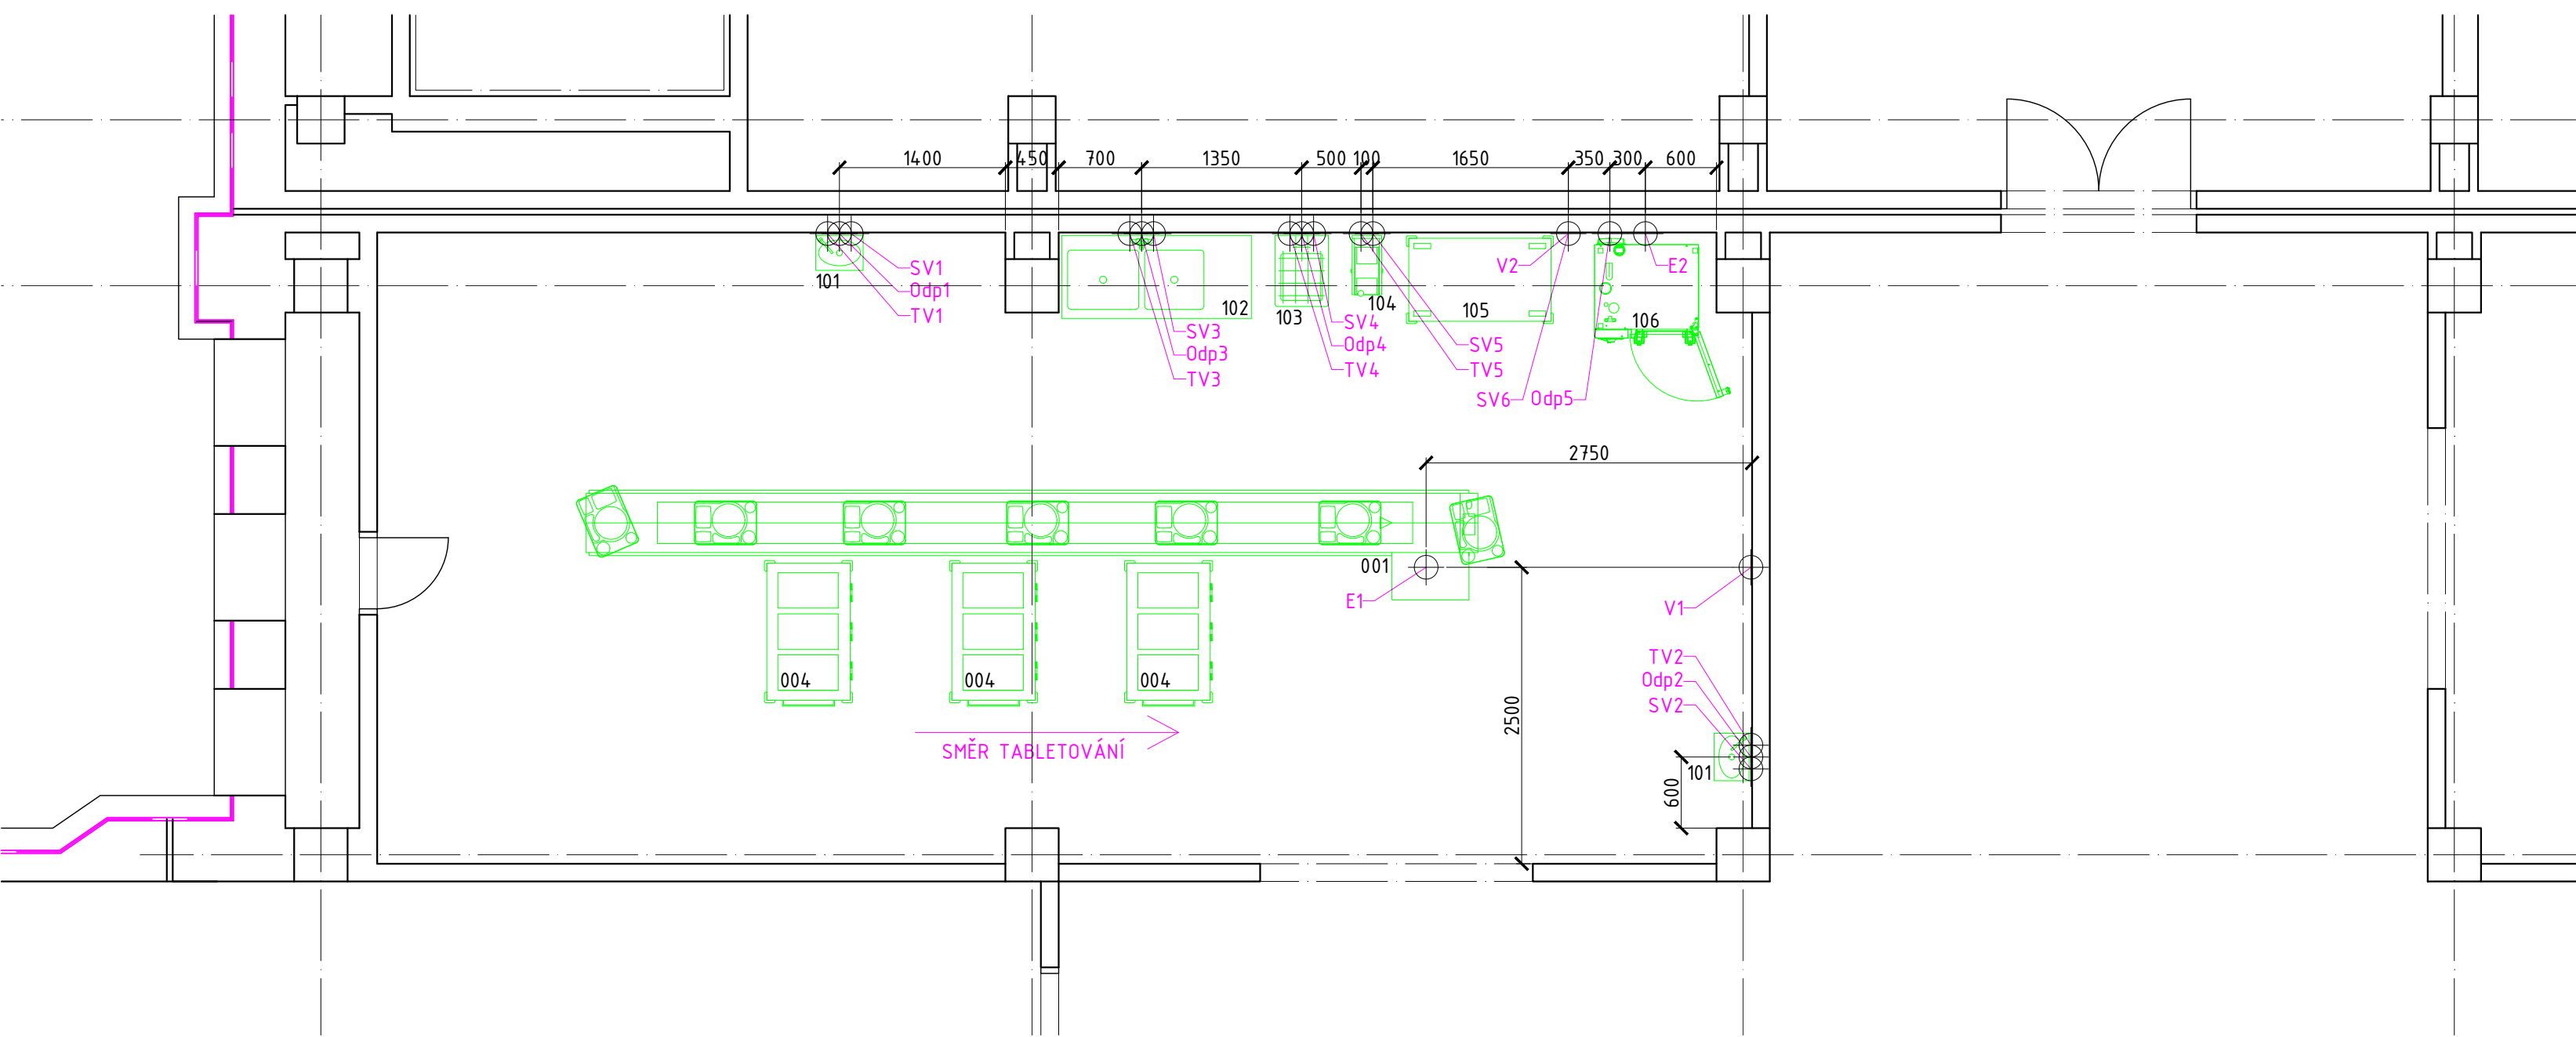 1400 450 700 1350 500 100 1650 350 300 600
SV1
Odp1
TV1
101
102
103
104
105
106
V2
E2
SV3
Odp3
TV3
SV4
Odp4
TV4
SV5
TV5
SV6 Odp5
2750
001
E1
V1
TV2
Odp2
SV2
004 004 004
2500
SMĚR TABLETOVÁNÍ
101
600